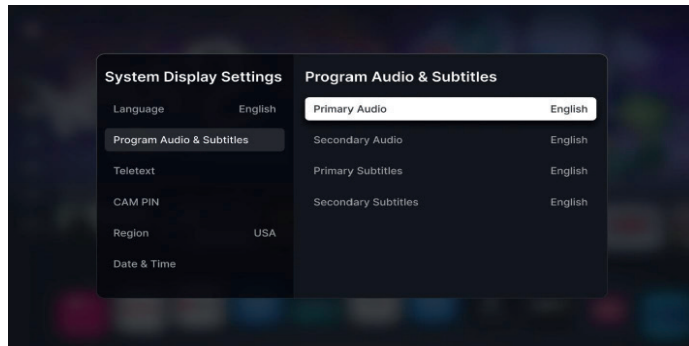 System Display Settings
Language English
Program Audio & Subtitles
Teletext
CAM PIN
Region USA
Date & Time
Program Audio & Subtitles
Primary Audio English
Secondary Audio English
Primary Subtitles English
Secondary Subtitles English